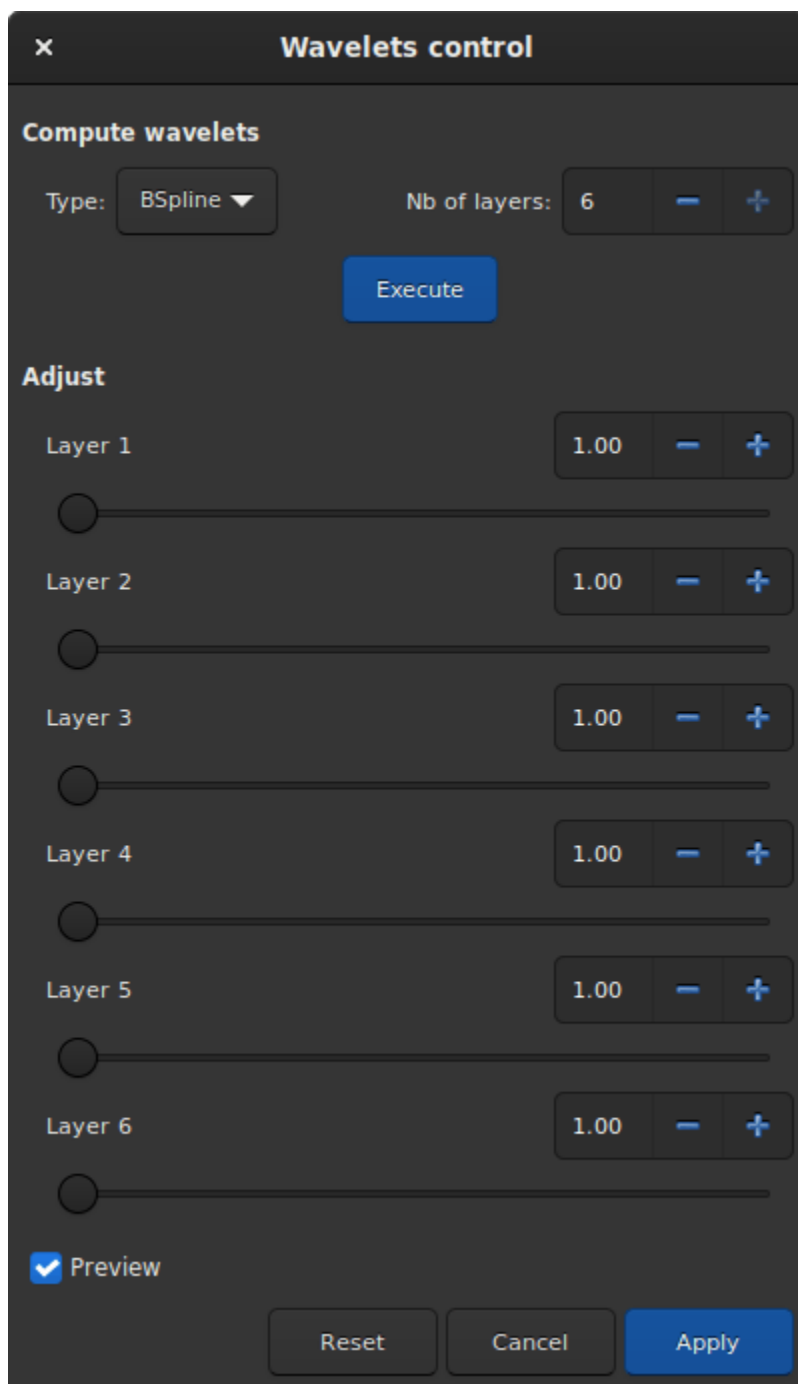 Wavelets control
Compute wavelets
Type: BSpline Nb of layers: 6
Execute
Adjust
Layer 1 1.00
Layer 2 1.00
Layer 3 1.00
Layer 4 1.00
Layer 5 1.00
Layer 6 1.00
Preview
Reset Cancel Apply